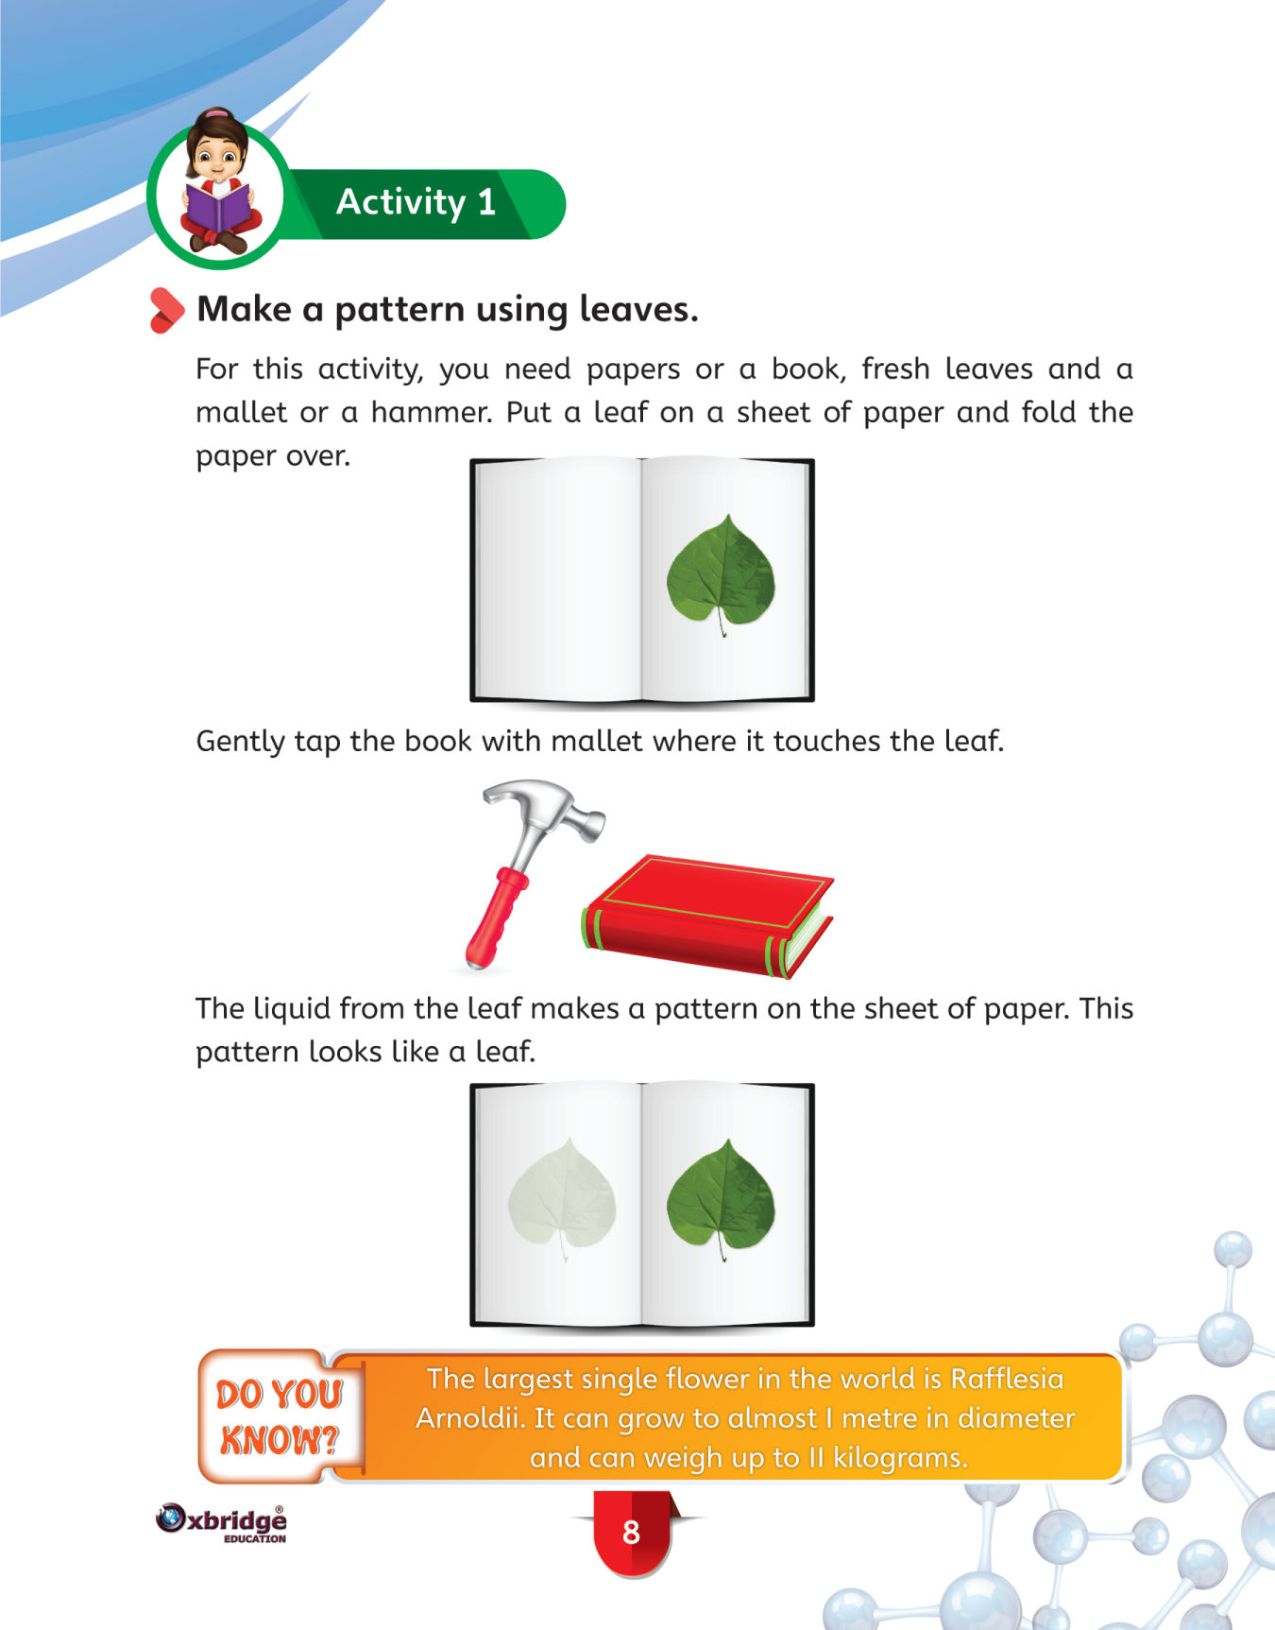 Activity 1
Make a pattern using leaves.
For this activity, you need papers or a book, fresh leaves and a
mallet or a hammer. Put a leaf on a sheet of paper and fold the
paper over.
Gently tap the book with mallet where it touches the leaf.
The liquid from the leaf makes a pattern on the sheet of paper. This
pattern looks like a leaf.
DO YOU
KNOW?
The largest single flower in the world is Rafflesia
Arnoldii. It can grow to almost I metre in diameter
and can weigh up to II kilograms.
Oxbridge®
EDUCATION
8